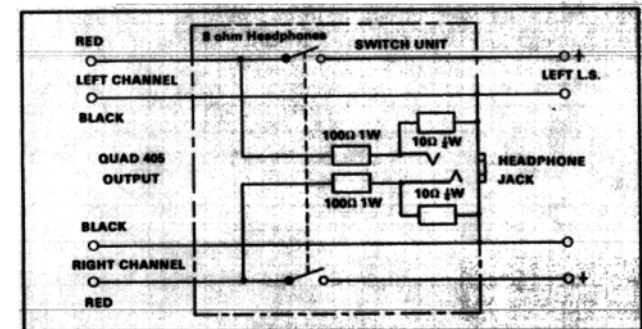 8 ohm Headphones
RED
SWITCH UNIT
+
LEFT CHANNEL
LEFT L.S.
BLACK
100Ω 1W
10Ω ¼W
QUAD 405
OUTPUT
HEADPHONE
JACK
100Ω 1W
10Ω ¼W
BLACK
RIGHT CHANNEL
+
RED